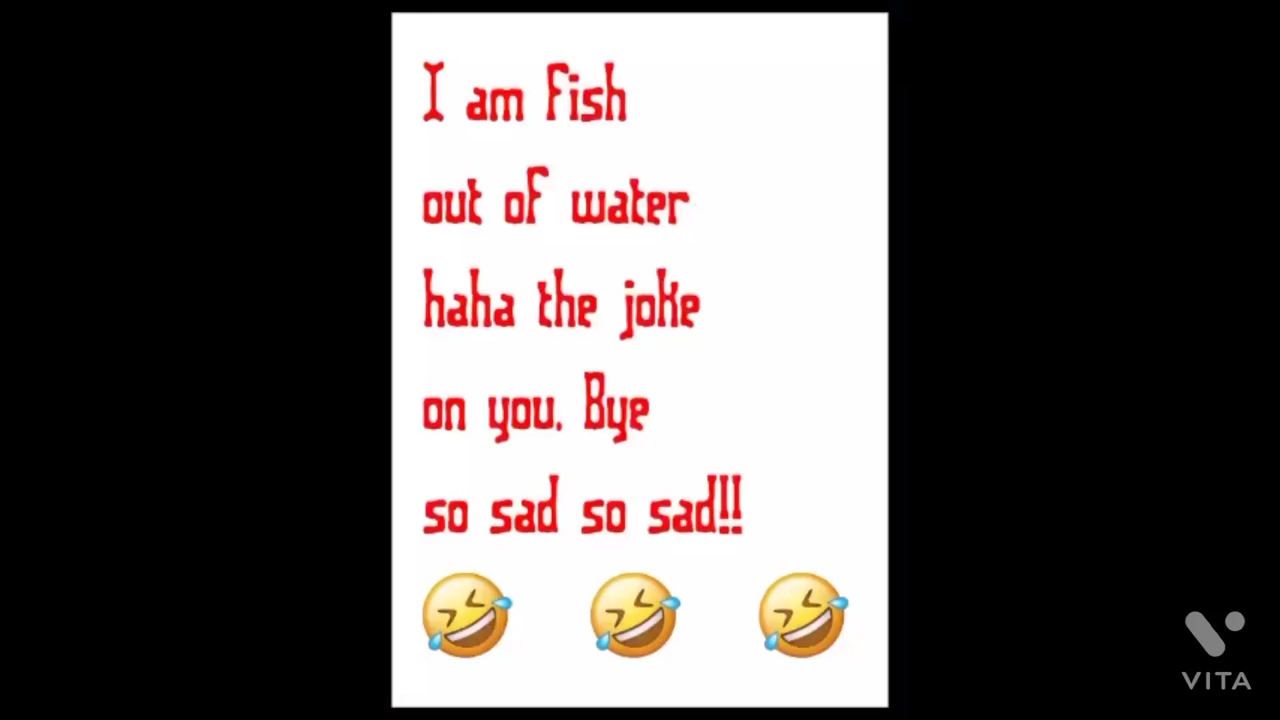 I am fish
out of water
haha the joke
on you. Bye
so sad so sad!!
VITA